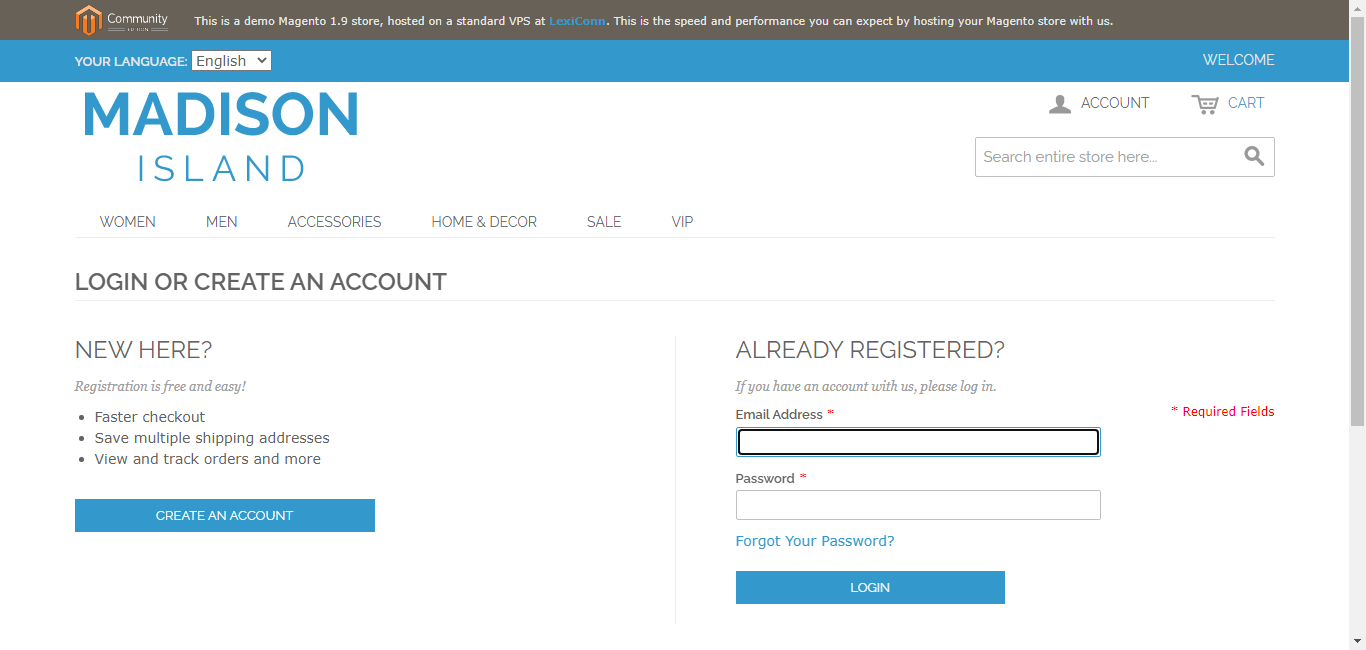 Community
This is a demo Magento 1.9 store, hosted on a standard VPS at LexiConn. This is the speed and performance you can expect by hosting your Magento store with us.
YOUR LANGUAGE: English
WELCOME
MADISON
ISLAND
ACCOUNT
CART
Search entire store here...
WOMEN MEN ACCESSORIES HOME & DECOR SALE VIP
LOGIN OR CREATE AN ACCOUNT
NEW HERE?
Registration is free and easy!
Faster checkout
Save multiple shipping addresses
View and track orders and more
CREATE AN ACCOUNT
ALREADY REGISTERED?
If you have an account with us, please log in.
* Required Fields
Email Address *
Password *
Forgot Your Password?
LOGIN